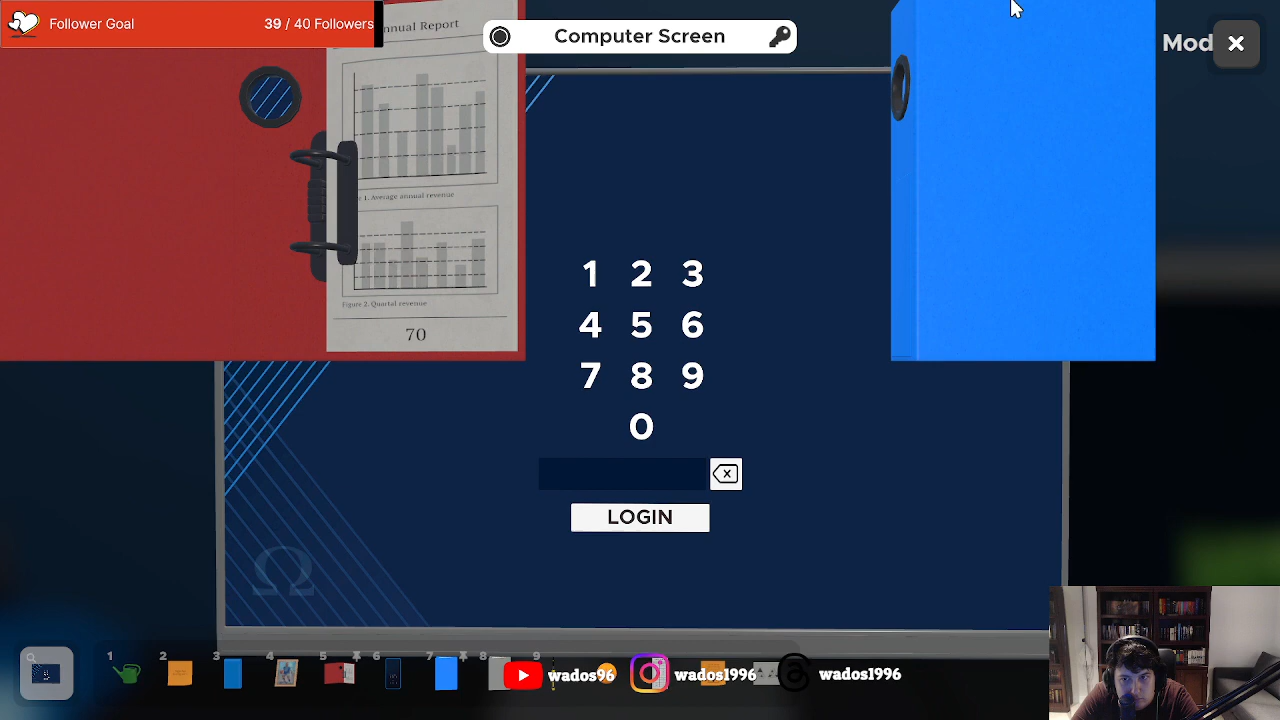 Follower Goal 39 / 40 Followers
nnual Report
Computer Screen
Mod
1. Average annual revenue
Figure 2. Quartal revenue
70
1 2 3
4 5 6
7 8 9
0
LOGIN
Ω
1 2 3 4 5 6 7 8 9
wados96 wados1996 wados1996